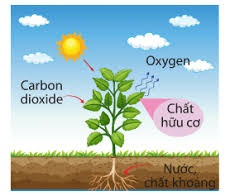 Oxygen
Carbon
dioxide
Chất
hữu cơ
Nước,
chất khoáng